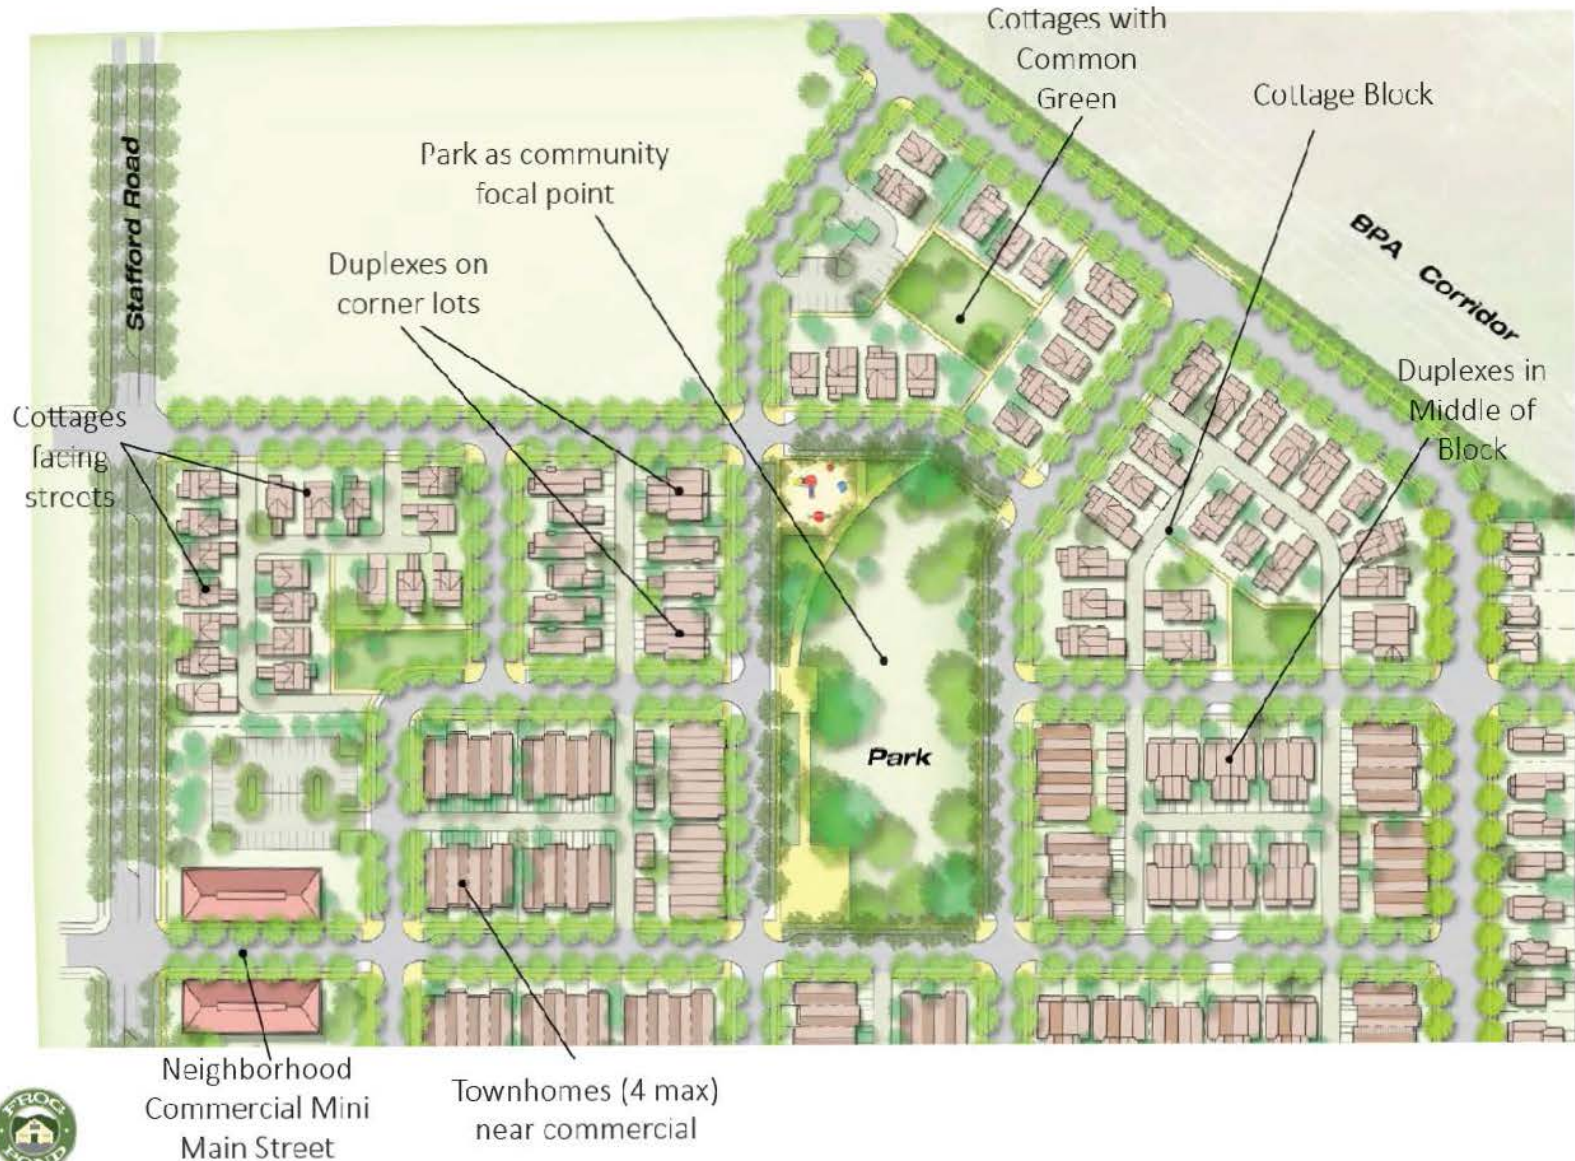 Cottages with
Common
Green
Cottage Block
Park as community
focal point
Stafford Road
BPA Corridor
Duplexes on
corner lots
Duplexes in
Middle of
Block
Cottages
facing
streets
Park
Neighborhood
Commercial Mini
Main Street
Townhomes (4 max)
near commercial
FROG
POND